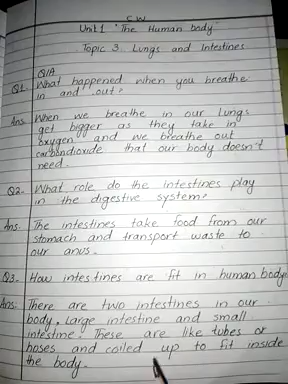 CW
Unit 1 "The Human body"
Topic 3 Lungs and Intestines
Q/A
Q1. What happened when you breathe
in and out?
Ans. When we breathe in our Lungs
get bigger as they take in
oxygen and we breathe out
carbondioxide that our body doesn't
need.
Q2- What role do the intestines play
in the digestive system?
Ans- The intestines take food from our
stomach and transport waste to
our anus.
Q3- How intestines are fit in human body.
Ans: There are two intestines in our
body, Large intestine and small
intestine. These are like tubes or
hoses and coiled up to fit inside
the body.